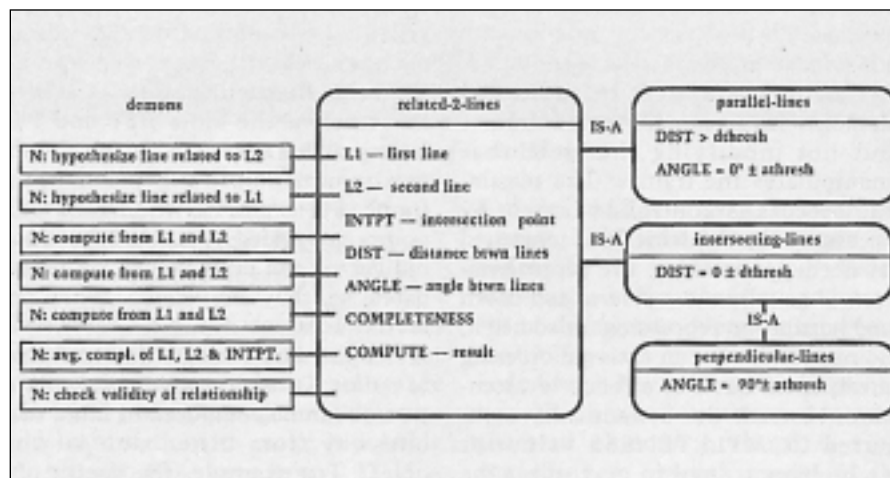 demons
N: hypothesize line related to L2
N: hypothesize line related to L1
N: compute from L1 and L2
N: compute from L1 and L2
N: compute from L1 and L2
N: avg. compl. of L1, L2 & INTPT.
N: check validity of relationship
related-2-lines
L1 — first line
L2 — second line
INTPT — intersection point
DIST — distance btwn lines
ANGLE — angle btwn lines
COMPLETENESS
COMPUTE — result
IS-A
parallel-lines
DIST > dthresh
ANGLE = 0° ± athresh
IS-A
intersecting-lines
DIST = 0 ± dthresh
IS-A
perpendicular-lines
ANGLE = 90° ± athresh